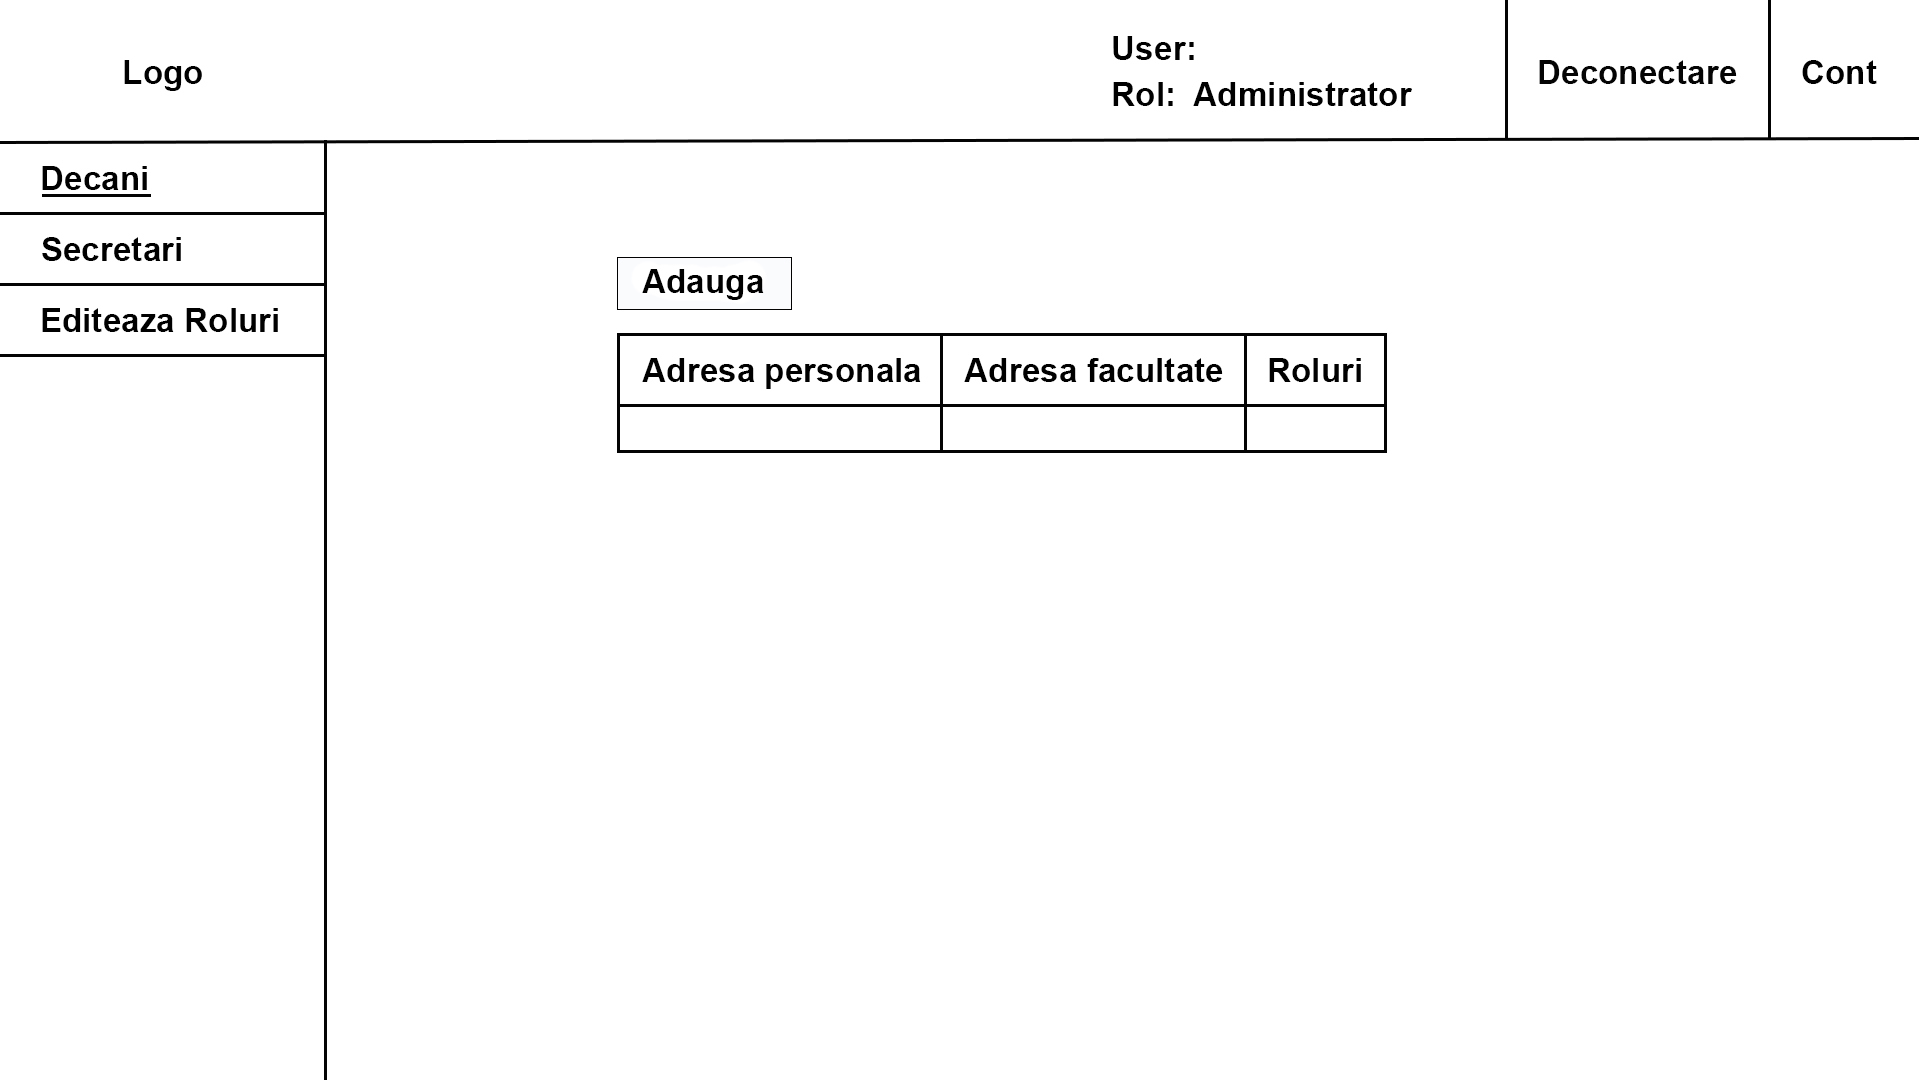 Logo
User:
Rol: Administrator
Deconectare
Cont
Decani
Secretari
Editeaza Roluri
Adauga
Adresa personala Adresa facultate Roluri